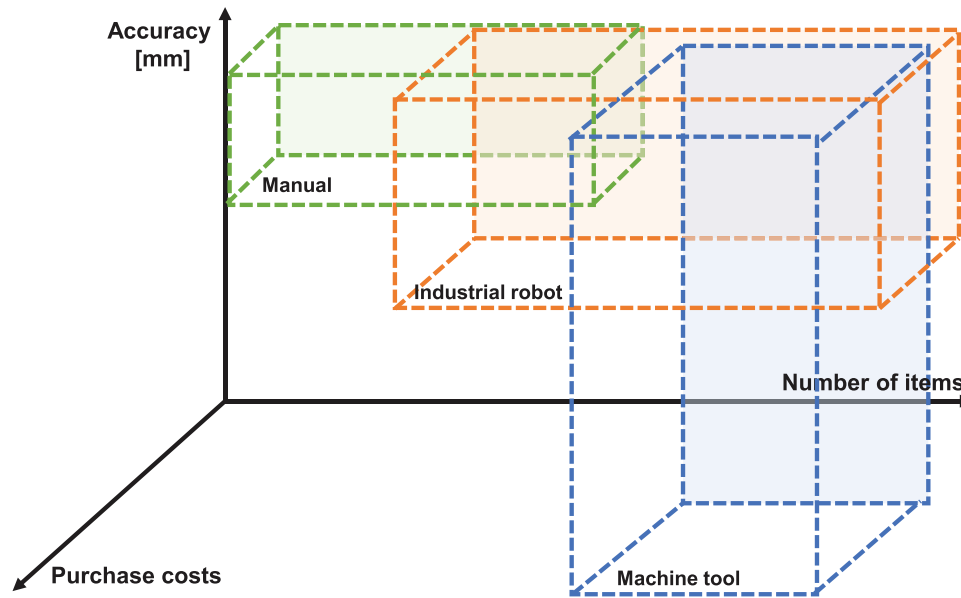 Accuracy
[mm]
Manual
Industrial robot
Number of items
Purchase costs
Machine tool